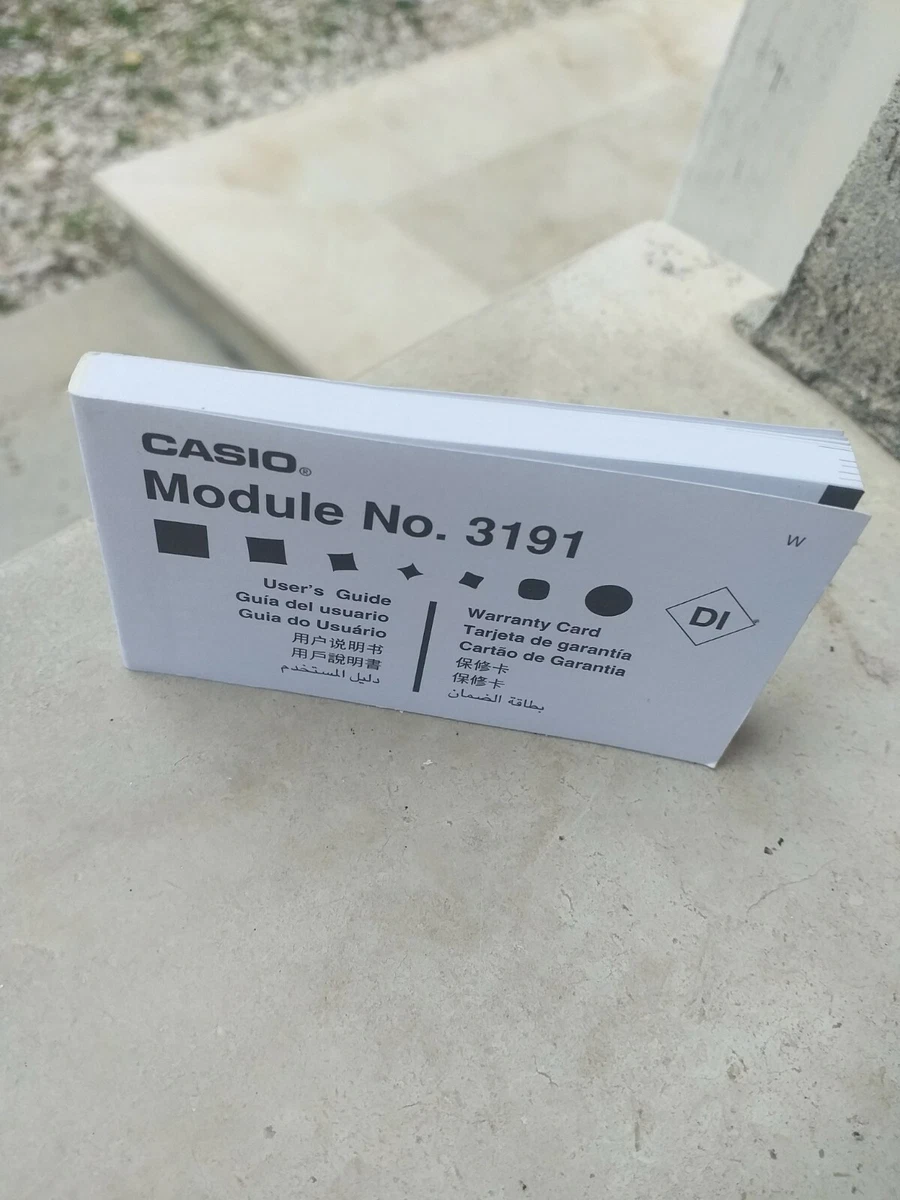 CASIO®
Module No. 3191
W
DI
User's Guide
Guía del usuario
Guia do Usuário
用户说明书
用戶說明書
دليل المستخدم
Warranty Card
Tarjeta de garantía
Cartão de Garantia
保修卡
保修卡
بطاقة الضمان